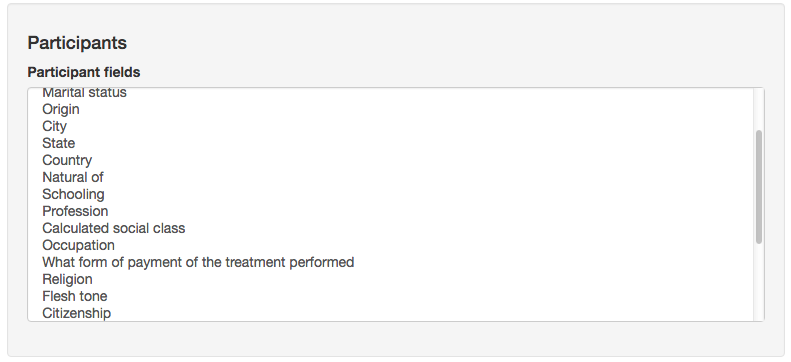 Participants
Participant fields
Marital status
Origin
City
State
Country
Natural of
Schooling
Profession
Calculated social class
Occupation
What form of payment of the treatment performed
Religion
Flesh tone
Citizenship